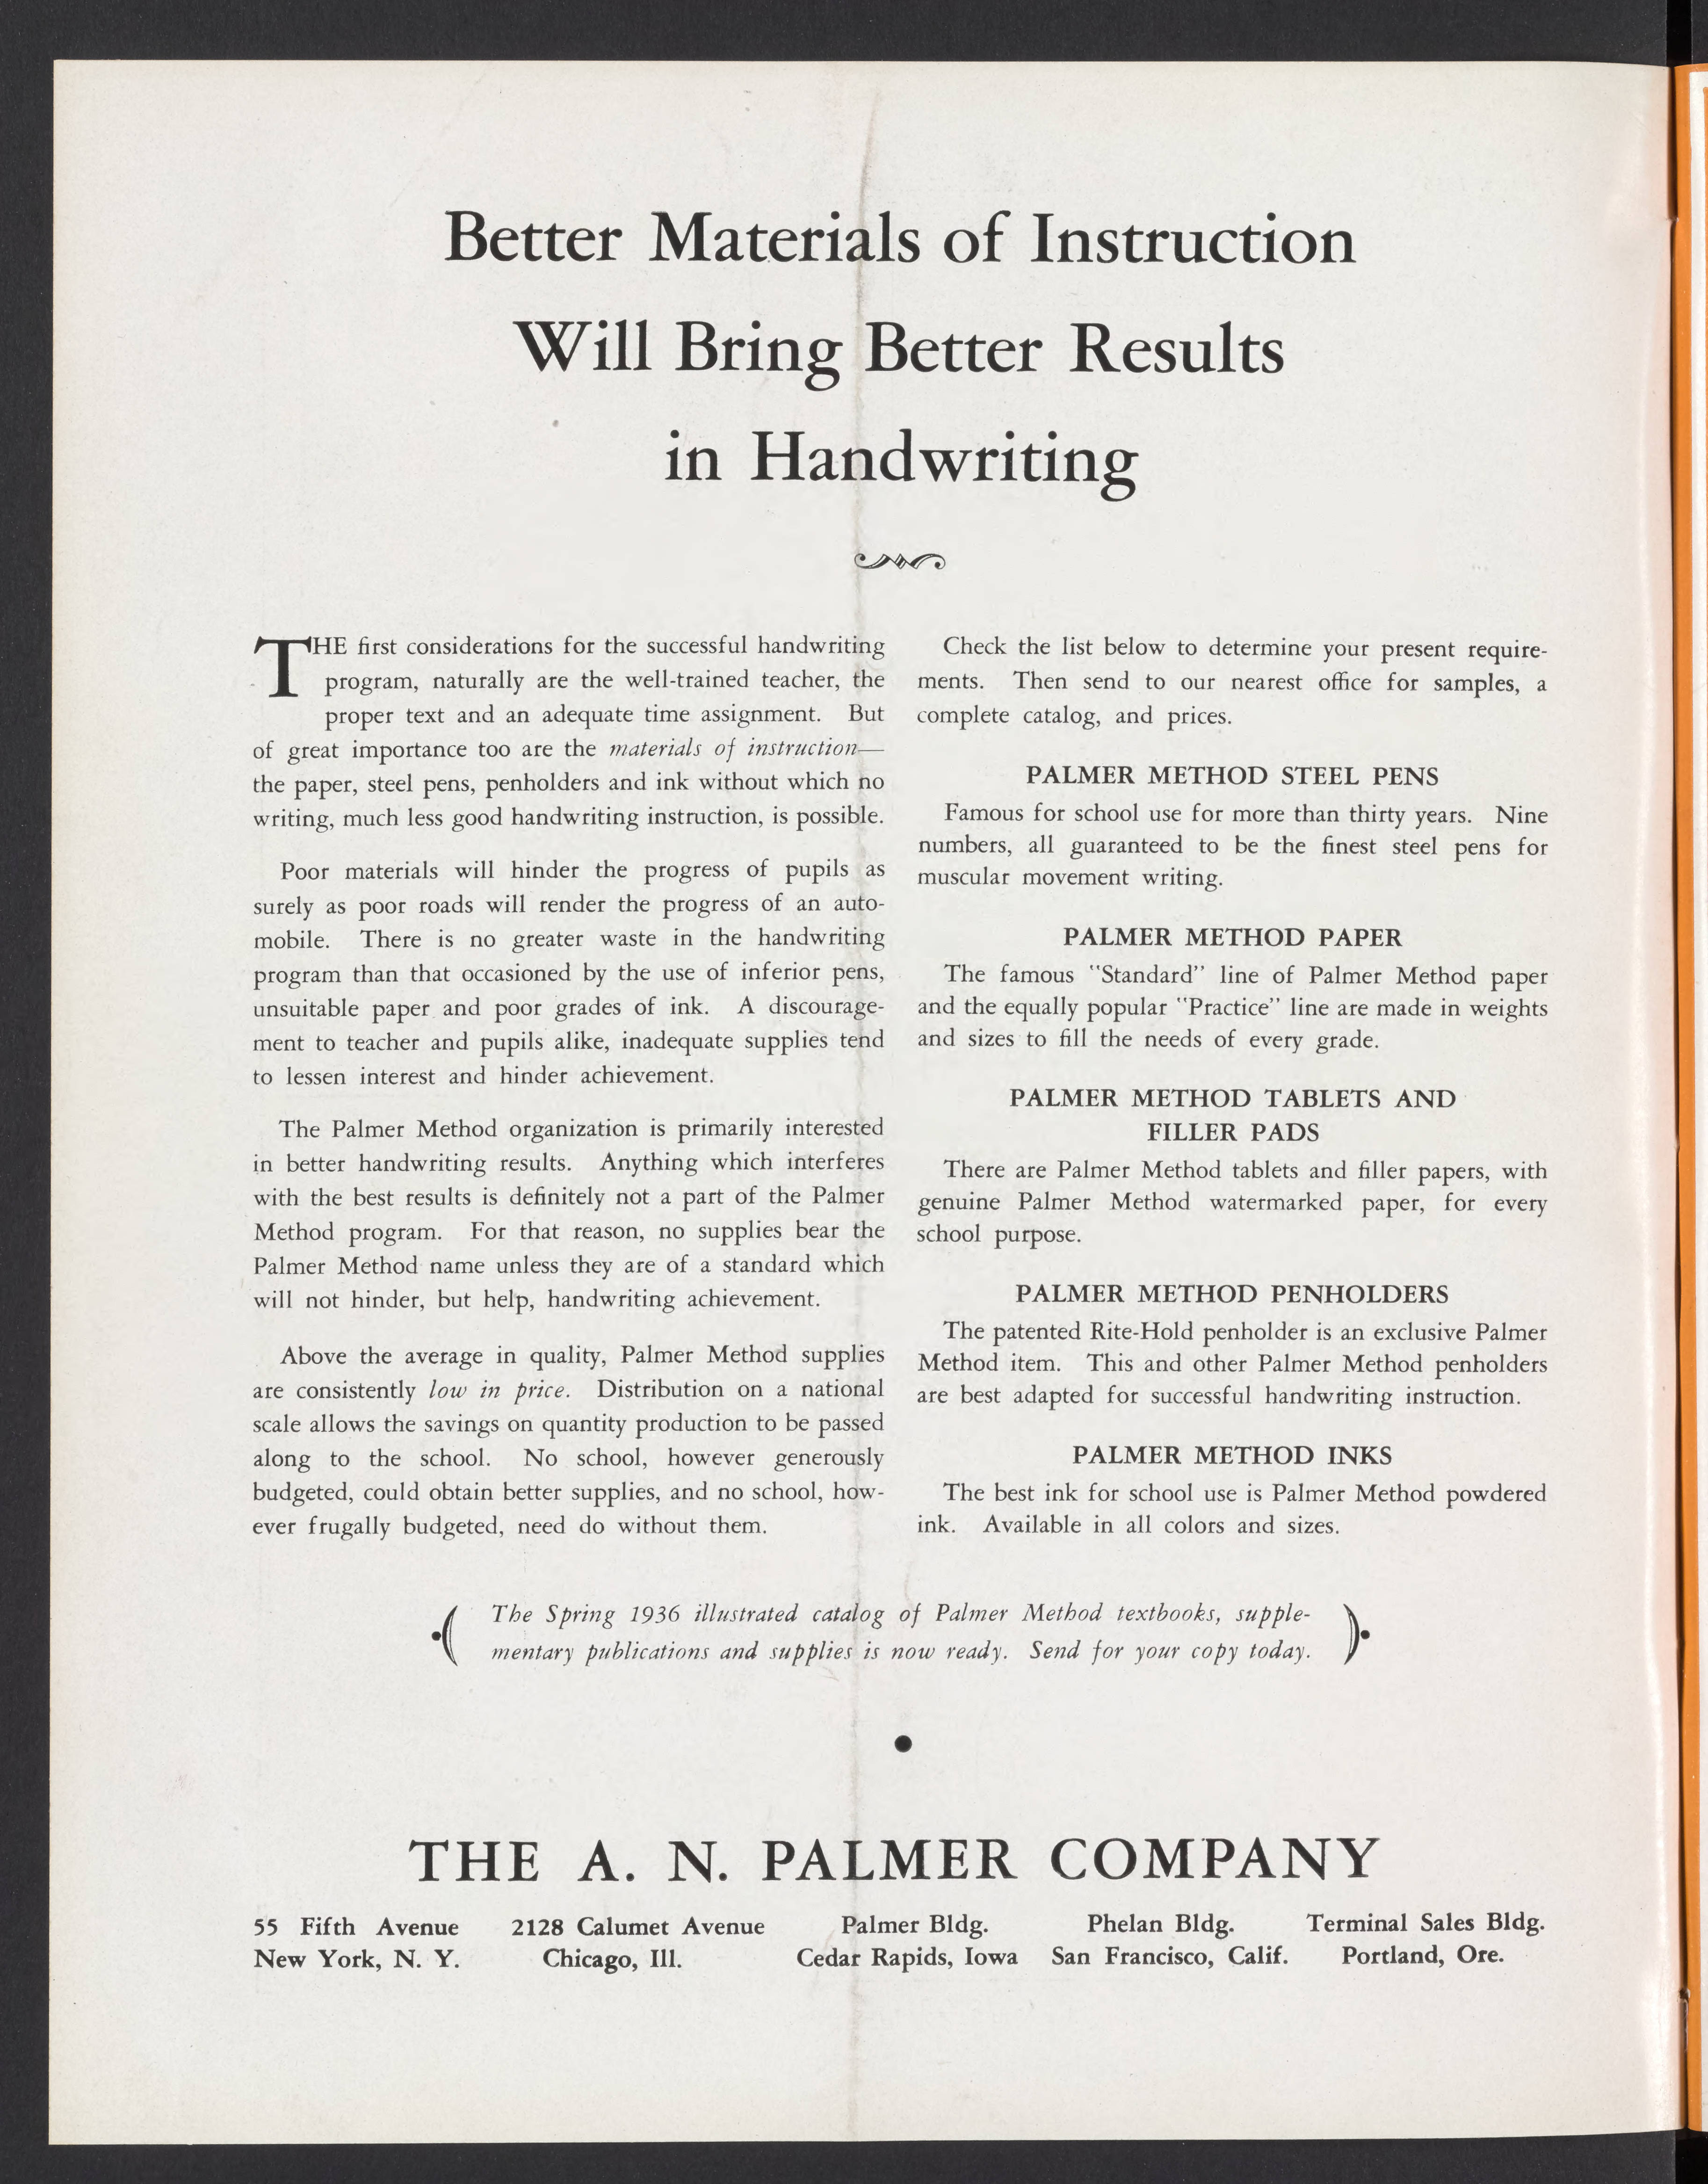 Better Materials of Instruction
Will Bring Better Results
in Handwriting
THE first considerations for the successful handwriting
program, naturally are the well-trained teacher, the
proper text and an adequate time assignment. But
of great importance too are the materials of instruction—
the paper, steel pens, penholders and ink without which no
writing, much less good handwriting instruction, is possible.
Poor materials will hinder the progress of pupils as
surely as poor roads will render the progress of an auto-
mobile. There is no greater waste in the handwriting
program than that occasioned by the use of inferior pens,
unsuitable paper and poor grades of ink. A discourage-
ment to teacher and pupils alike, inadequate supplies tend
to lessen interest and hinder achievement.
The Palmer Method organization is primarily interested
in better handwriting results. Anything which interferes
with the best results is definitely not a part of the Palmer
Method program. For that reason, no supplies bear the
Palmer Method name unless they are of a standard which
will not hinder, but help, handwriting achievement.
Above the average in quality, Palmer Method supplies
are consistently low in price. Distribution on a national
scale allows the savings on quantity production to be passed
along to the school. No school, however generously
budgeted, could obtain better supplies, and no school, how-
ever frugally budgeted, need do without them.
Check the list below to determine your present require-
ments. Then send to our nearest office for samples, a
complete catalog, and prices.
PALMER METHOD STEEL PENS
Famous for school use for more than thirty years. Nine
numbers, all guaranteed to be the finest steel pens for
muscular movement writing.
PALMER METHOD PAPER
The famous "Standard" line of Palmer Method paper
and the equally popular "Practice" line are made in weights
and sizes to fill the needs of every grade.
PALMER METHOD TABLETS AND
FILLER PADS
There are Palmer Method tablets and filler papers, with
genuine Palmer Method watermarked paper, for every
school purpose.
PALMER METHOD PENHOLDERS
The patented Rite-Hold penholder is an exclusive Palmer
Method item. This and other Palmer Method penholders
are best adapted for successful handwriting instruction.
PALMER METHOD INKS
The best ink for school use is Palmer Method powdered
ink. Available in all colors and sizes.
The Spring 1936 illustrated catalog of Palmer Method textbooks, supple-
mentary publications and supplies is now ready. Send for your copy today.
THE A. N. PALMER COMPANY
55 Fifth Avenue
New York, N. Y.
2128 Calumet Avenue
Chicago, Ill.
Palmer Bldg.
Cedar Rapids, Iowa
Phelan Bldg.
San Francisco, Calif.
Terminal Sales Bldg.
Portland, Ore.